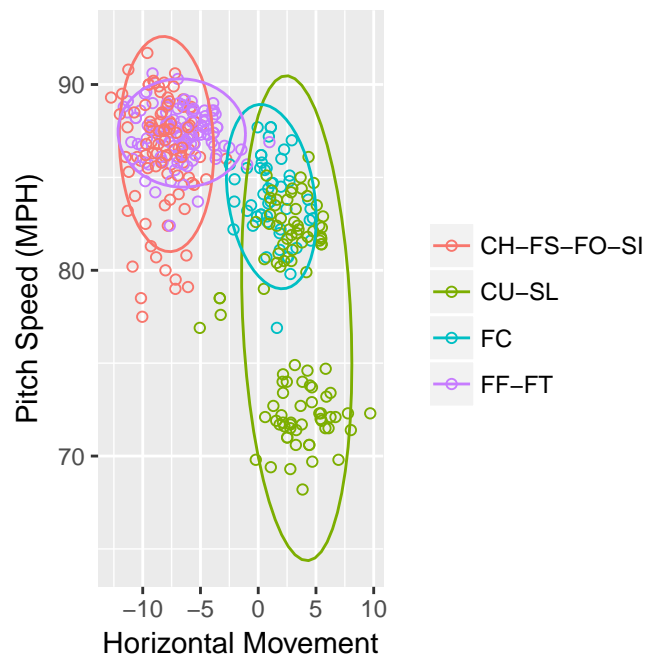 90
80
70
Pitch Speed (MPH)
−10 −5 0 5 10
Horizontal Movement
CH−FS−FO−SI
CU−SL
FC
FF−FT